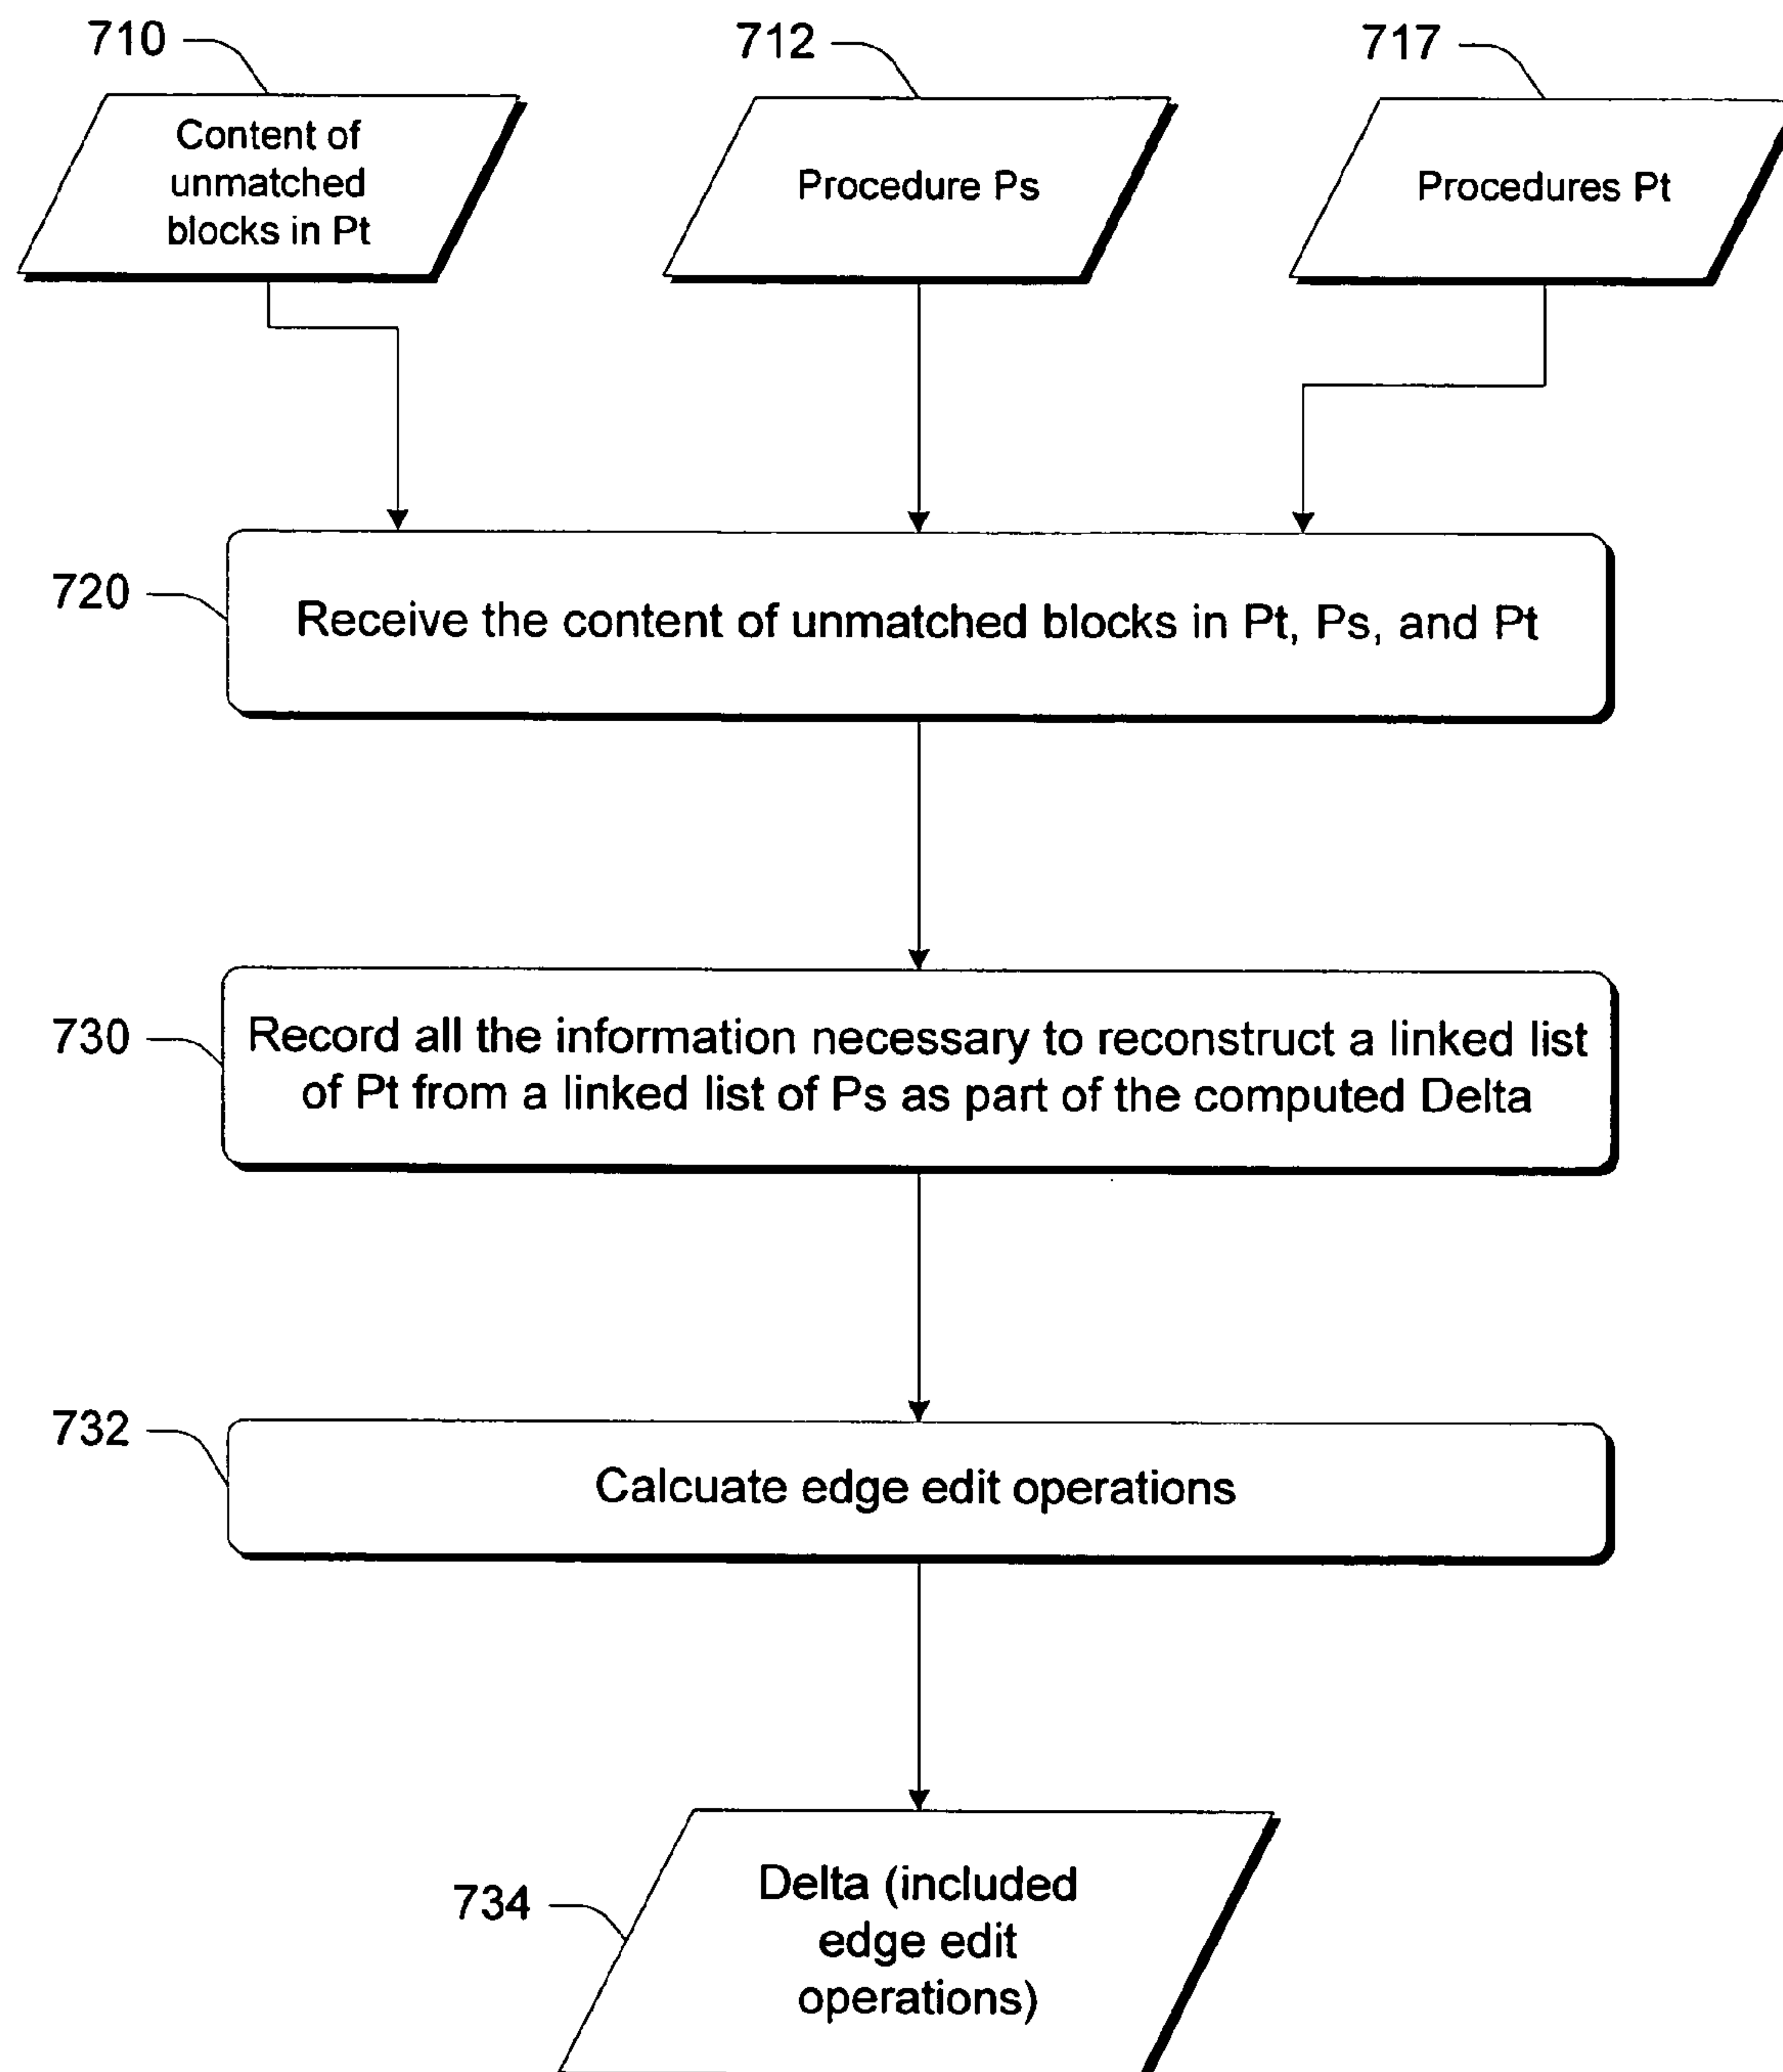 710
712
717
Content of
unmatched
blocks in Pt
Procedure Ps
Procedures Pt
720
Receive the content of unmatched blocks in Pt, Ps, and Pt
730
Record all the information necessary to reconstruct a linked list
of Pt from a linked list of Ps as part of the computed Delta
732
Calcuate edge edit operations
734
Delta (included
edge edit
operations)